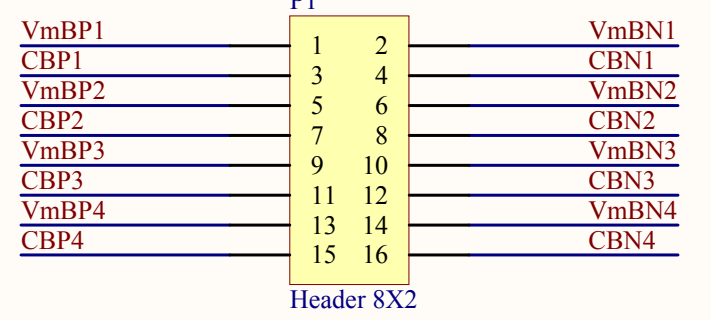 P1
VmBP1 1 2 VmBN1
CBP1 3 4 CBN1
VmBP2 5 6 VmBN2
CBP2 7 8 CBN2
VmBP3 9 10 VmBN3
CBP3 11 12 CBN3
VmBP4 13 14 VmBN4
CBP4 15 16 CBN4
Header 8X2